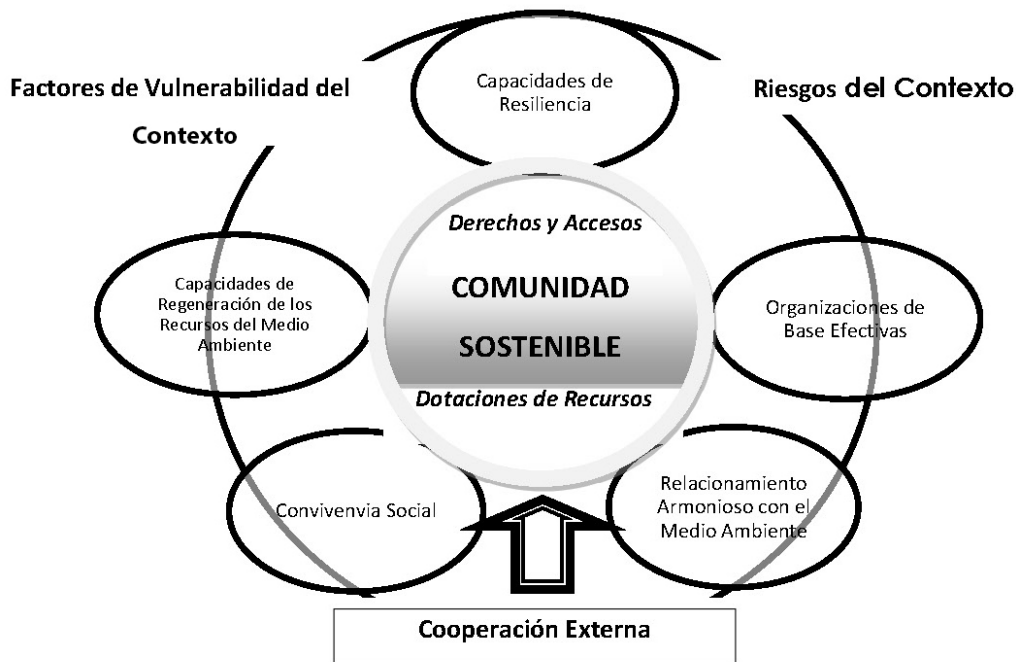 Capacidades de
Resiliencia
Factores de Vulnerabilidad del
Contexto
Riesgos del Contexto
Derechos y Accesos
COMUNIDAD
SOSTENIBLE
Dotaciones de Recursos
Capacidades de
Regeneración de los
Recursos del Medio
Ambiente
Organizaciones de
Base Efectivas
Convivenvia Social
Relacionamiento
Armonioso con el
Medio Ambiente
Cooperación Externa